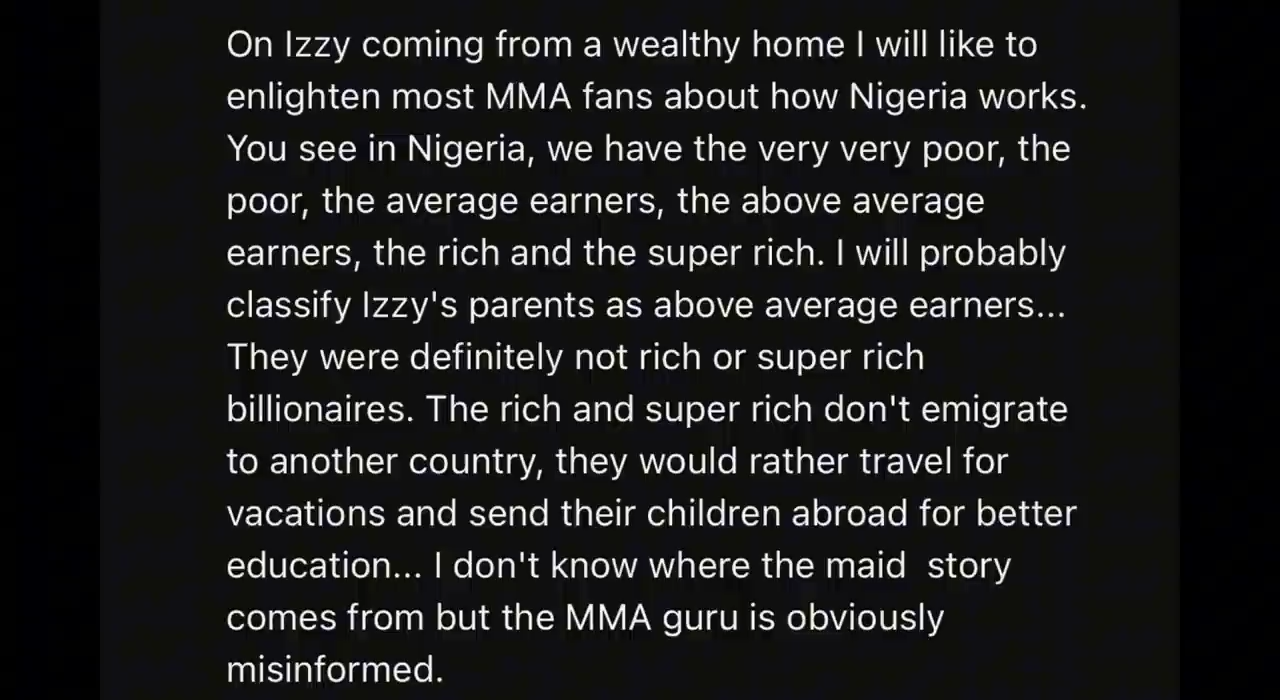 On Izzy coming from a wealthy home I will like to
enlighten most MMA fans about how Nigeria works.
You see in Nigeria, we have the very very poor, the
poor, the average earners, the above average
earners, the rich and the super rich. I will probably
classify Izzy's parents as above average earners...
They were definitely not rich or super rich
billionaires. The rich and super rich don't emigrate
to another country, they would rather travel for
vacations and send their children abroad for better
education... I don't know where the maid  story
comes from but the MMA guru is obviously
misinformed.